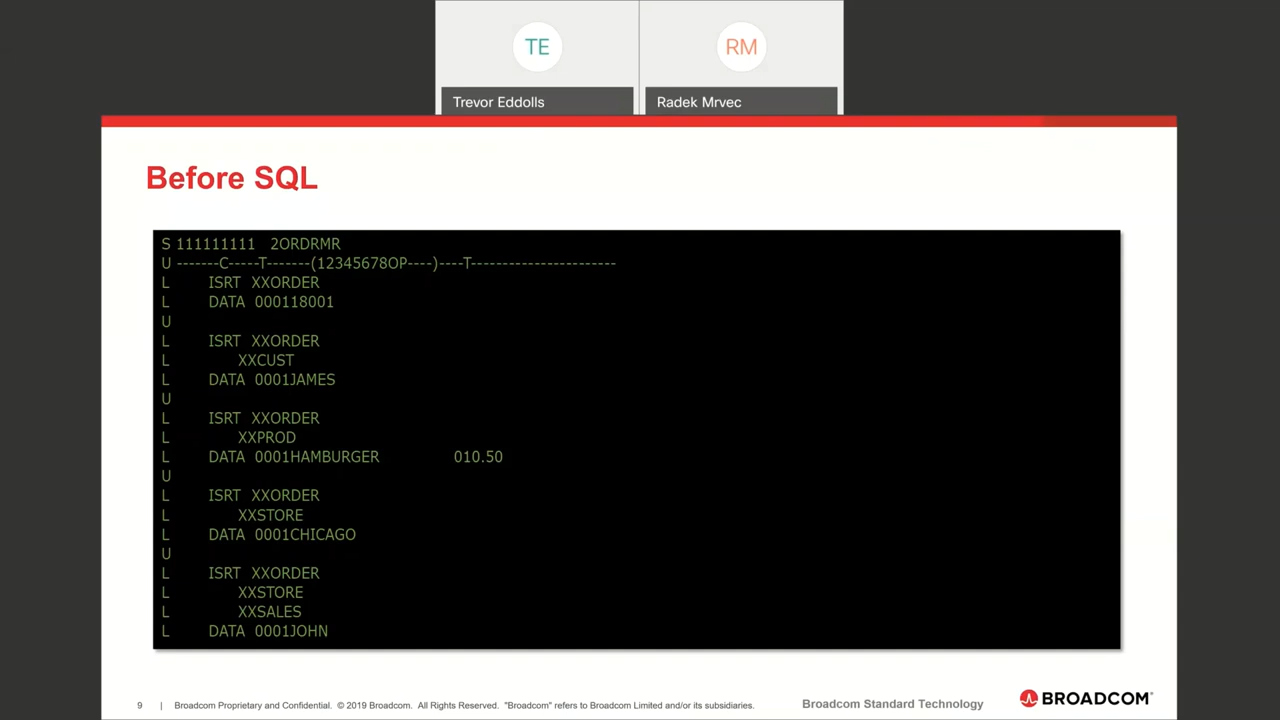 TE
RM
Trevor Eddolls
Radek Mrvec
Before SQL
S 111111111 2ORDRMR
U -------C-----T-------(12345678OP----)----T-----------------------
L ISRT XXORDER
L DATA 000118001
U
L ISRT XXORDER
L XXCUST
L DATA 0001JAMES
U
L ISRT XXORDER
L XXPROD
L DATA 0001HAMBURGER 010.50
U
L ISRT XXORDER
L XXSTORE
L DATA 0001CHICAGO
U
L ISRT XXORDER
L XXSTORE
L XXSALES
L DATA 0001JOHN
9 | Broadcom Proprietary and Confidential. © 2019 Broadcom. All Rights Reserved. "Broadcom" refers to Broadcom Limited and/or its subsidiaries.
Broadcom Standard Technology
BROADCOM